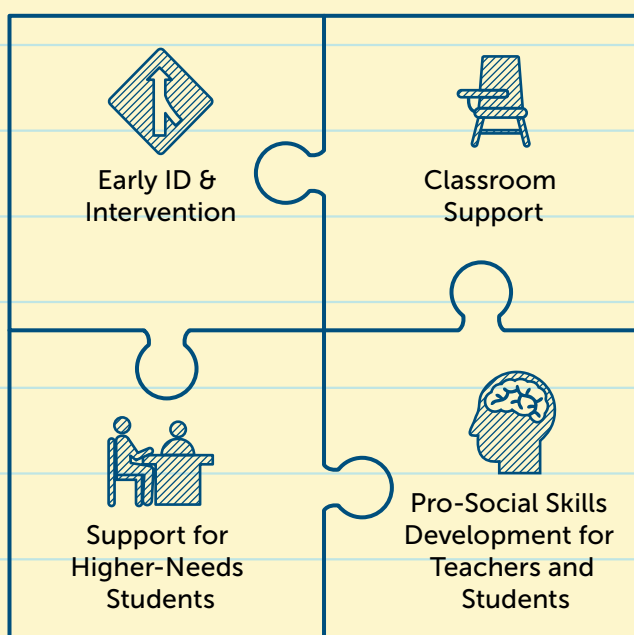 Early ID &
Intervention
Classroom
Support
Support for
Higher-Needs
Students
Pro-Social Skills
Development for
Teachers and
Students